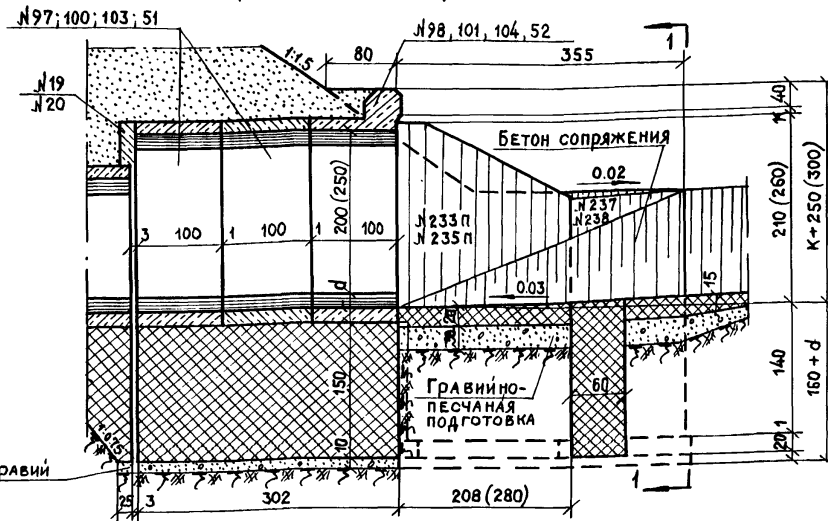 №97; 100; 103; 51
№98, 101, 104, 52
1
1:1.5
80
355
№19
№20
40
Бетон сопряжения
0.02
200 (250)
№237
№238
№233П
№235П
210 (260)
К+250 (300)
3
100
1
100
1
100
d
0.03
15
150
Гравийно-
песчаная
подготовка
60
140
160+d
1:0.75
10
1
20
равий
1
25
3
302
208 (280)